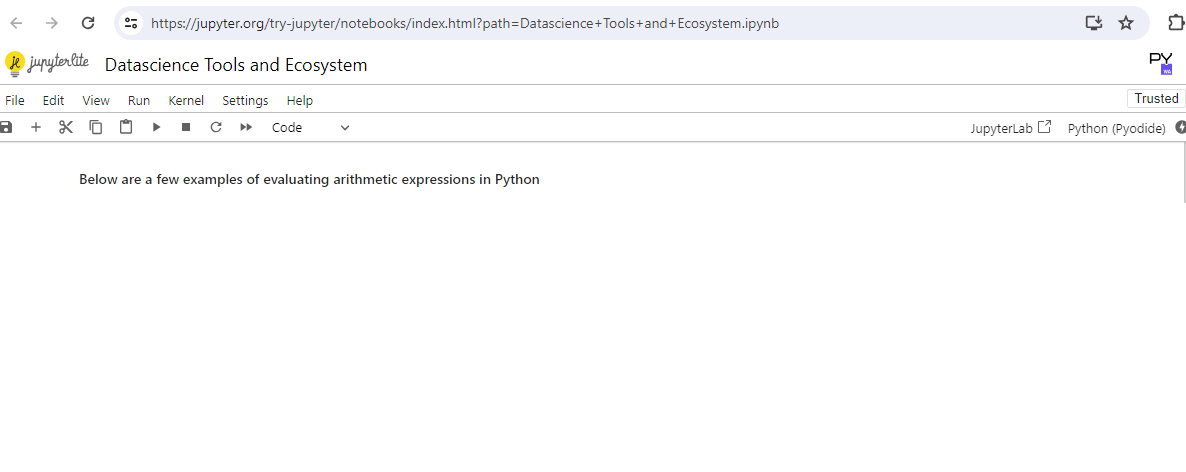 https://jupyter.org/try-jupyter/notebooks/index.html?path=Datascience+Tools+and+Ecosystem.ipynb
jupyterlite Datascience Tools and Ecosystem PY
File Edit View Run Kernel Settings Help Trusted
Code JupyterLab Python (Pyodide)
Below are a few examples of evaluating arithmetic expressions in Python